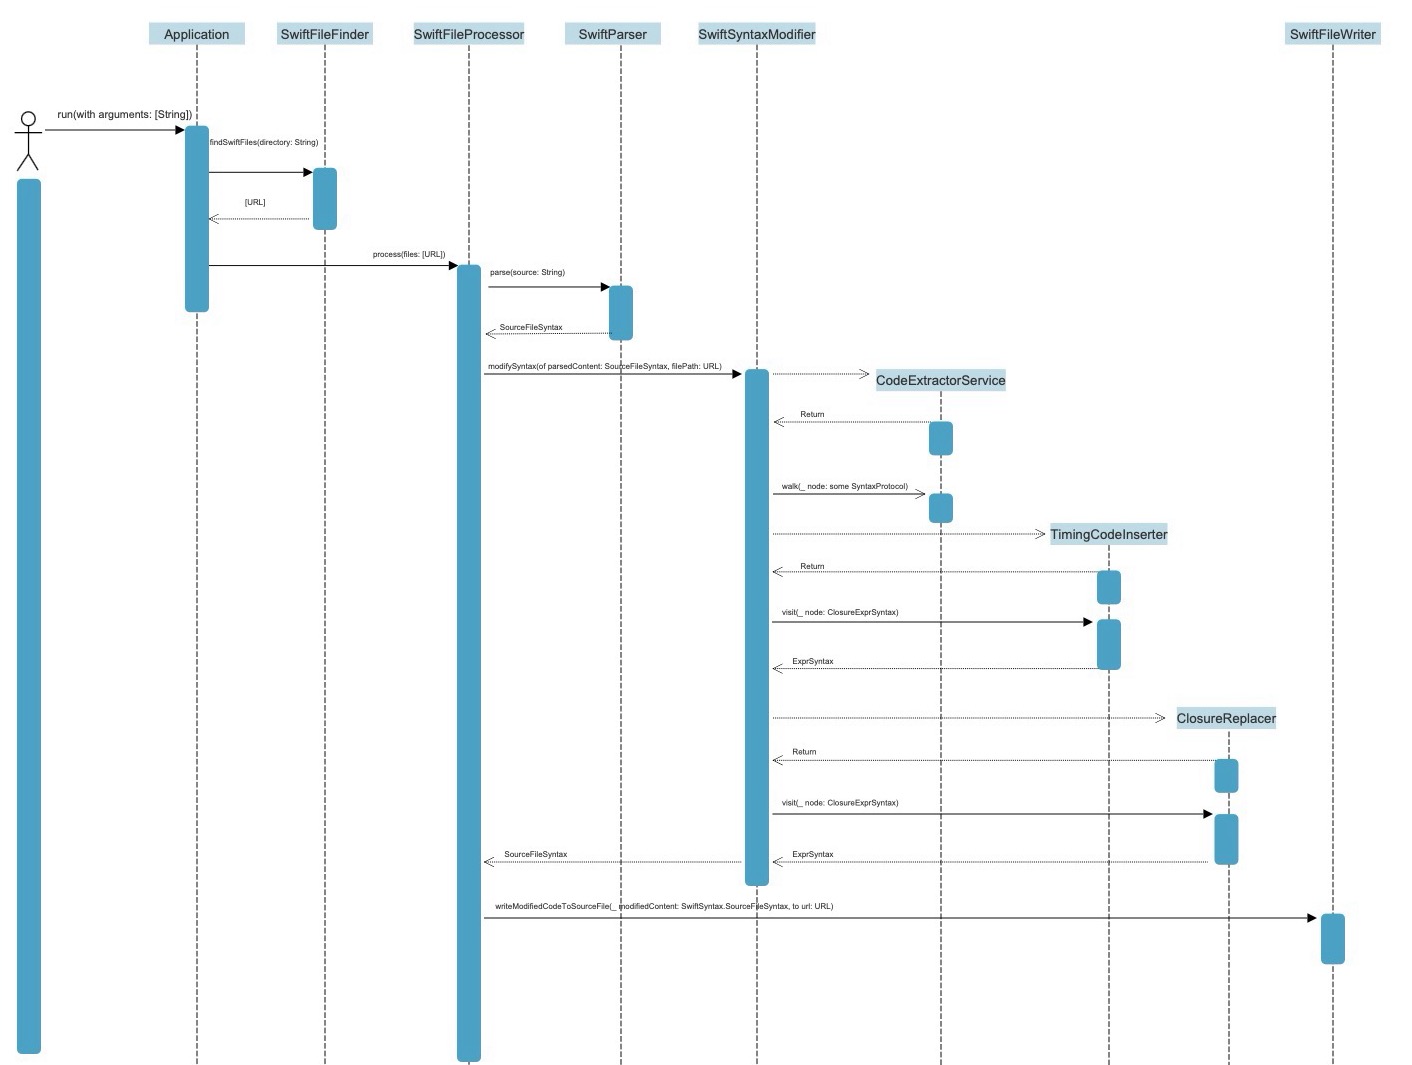 Application
SwiftFileFinder
SwiftFileProcessor
SwiftParser
SwiftSyntaxModifier
SwiftFileWriter
run(with arguments: [String])
findSwiftFiles(directory: String)
[URL]
process(files: [URL])
parse(source: String)
SourceFileSyntax
modifySyntax(of parsedContent: SourceFileSyntax, filePath: URL)
CodeExtractorService
Return
walk(_ node: some SyntaxProtocol)
TimingCodeInserter
Return
visit(_ node: ClosureExprSyntax)
ExprSyntax
ClosureReplacer
Return
visit(_ node: ClosureExprSyntax)
SourceFileSyntax
ExprSyntax
writeModifiedCodeToSourceFile(_ modifiedContent: SwiftSyntax.SourceFileSyntax, to url: URL)